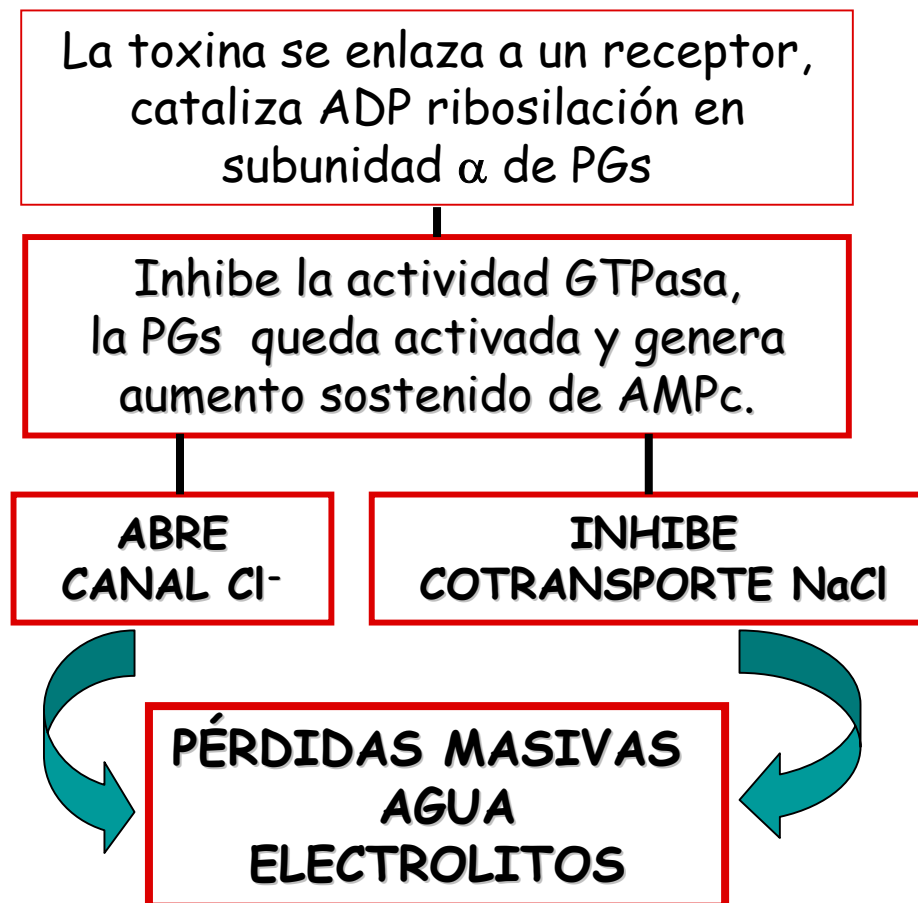 La toxina se enlaza a un receptor,
cataliza ADP ribosilación en
subunidad α de PGs
Inhibe la actividad GTPasa,
la PGs queda activada y genera
aumento sostenido de AMPc.
ABRE
CANAL Cl⁻
INHIBE
COTRANSPORTE NaCl
PÉRDIDAS MASIVAS
AGUA
ELECTROLITOS